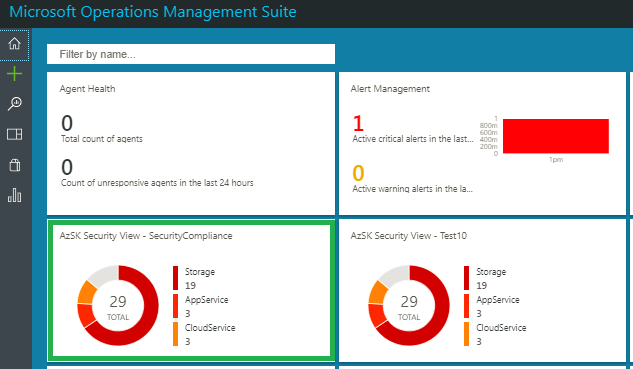 Microsoft Operations Management Suite
Filter by name...
Agent Health
0
Total count of agents
0
Count of unresponsive agents in the last 24 hours
Alert Management
1
Active critical alerts in the last...
0
Active warning alerts in the la...
1
800m
600m
400m
200m
0
1pm
AzSK Security View - SecurityCompliance
29
TOTAL
Storage
19
AppService
3
CloudService
3
AzSK Security View - Test10
29
TOTAL
Storage
19
AppService
3
CloudService
3